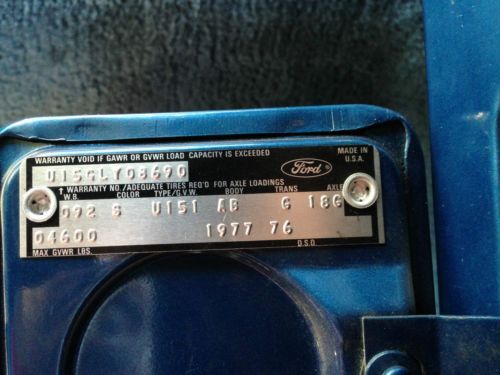 WARRANTY VOID IF GAWR OR GVWR LOAD CAPACITY IS EXCEEDED
MADE IN U.S.A.
Ford
U15GLY08690
† WARRANTY NO./ADEQUATE TIRES REQ'D FOR AXLE LOADINGS
W.B. COLOR TYPE/G.V.W. BODY TRANS AXLE
092 S U151 AB G 18G
04600 1977 76
MAX GVWR LBS. D.S.O.